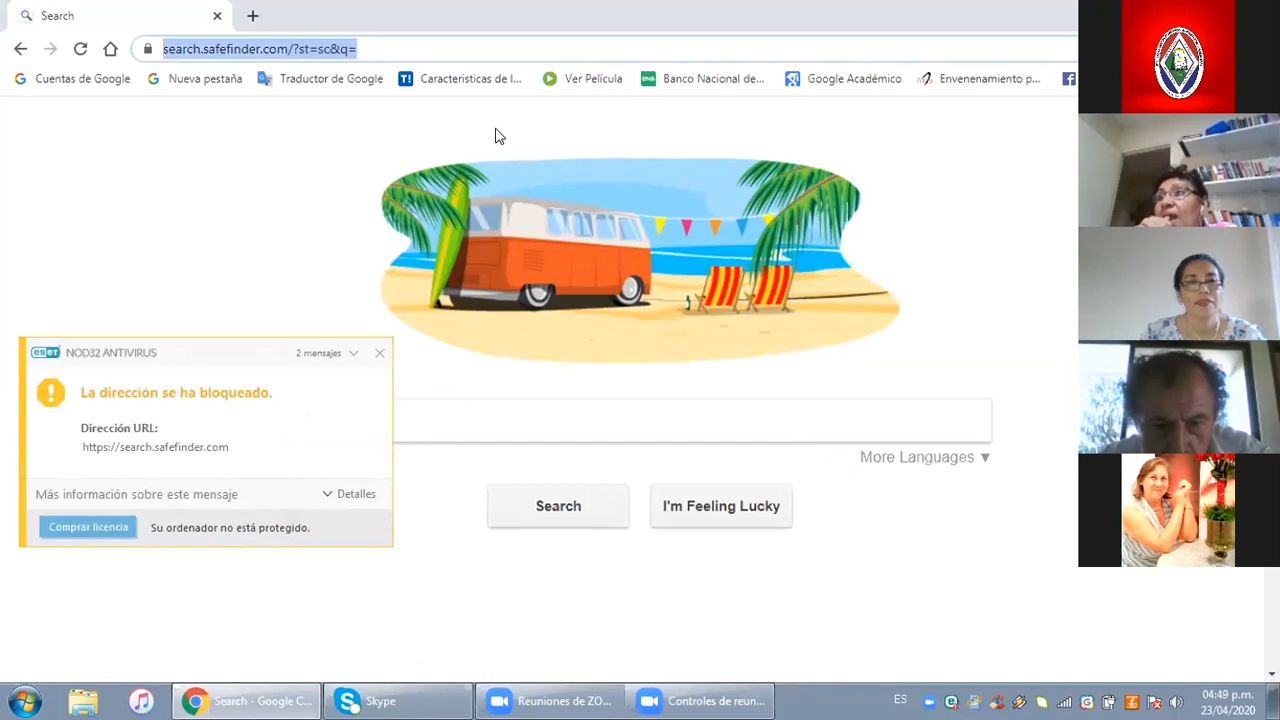 Search
search.safefinder.com/?st=sc&q=
Cuentas de Google
Nueva pestaña
Traductor de Google
Caracteristicas de l...
Ver Película
Banco Nacional de...
Google Académico
Envenenamiento p...
eset NOD32 ANTIVIRUS
2 mensajes
La dirección se ha bloqueado.
Dirección URL:
https://search.safefinder.com
Más información sobre este mensaje
Detalles
Comprar licencia
Su ordenador no está protegido.
More Languages ▼
Search
I'm Feeling Lucky
Search - Google C...
Skype
Reuniones de ZO...
Controles de reun...
ES
04:49 p.m.
23/04/2020